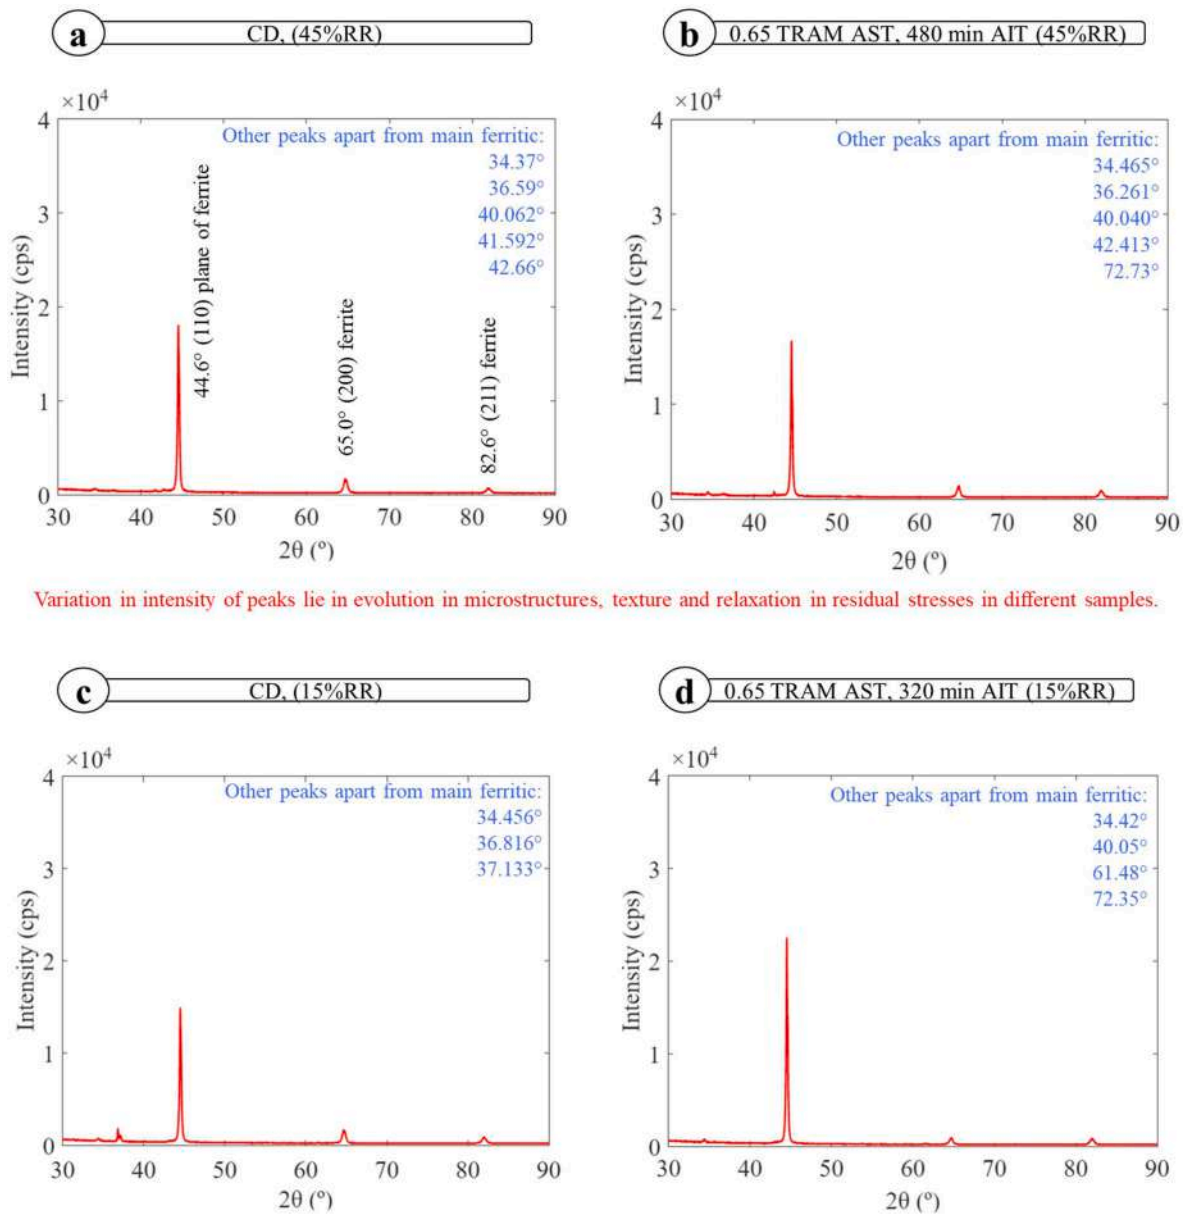 a CD, (45%RR)
b 0.65 TRAM AST, 480 min AIT (45%RR)
×10⁴
Other peaks apart from main ferritic:
34.37°
36.59°
40.062°
41.592°
42.66°
44.6° (110) plane of ferrite
65.0° (200) ferrite
82.6° (211) ferrite
Intensity (cps)
4
3
2
1
0
30 40 50 60 70 80 90
2θ (º)
×10⁴
Other peaks apart from main ferritic:
34.465°
36.261°
40.040°
42.413°
72.73°
Intensity (cps)
4
3
2
1
0
30 40 50 60 70 80 90
2θ (º)
Variation in intensity of peaks lie in evolution in microstructures, texture and relaxation in residual stresses in different samples.
c CD, (15%RR)
d 0.65 TRAM AST, 320 min AIT (15%RR)
×10⁴
Other peaks apart from main ferritic:
34.456°
36.816°
37.133°
Intensity (cps)
4
3
2
1
0
30 40 50 60 70 80 90
2θ (º)
×10⁴
Other peaks apart from main ferritic:
34.42°
40.05°
61.48°
72.35°
Intensity (cps)
4
3
2
1
0
30 40 50 60 70 80 90
2θ (º)